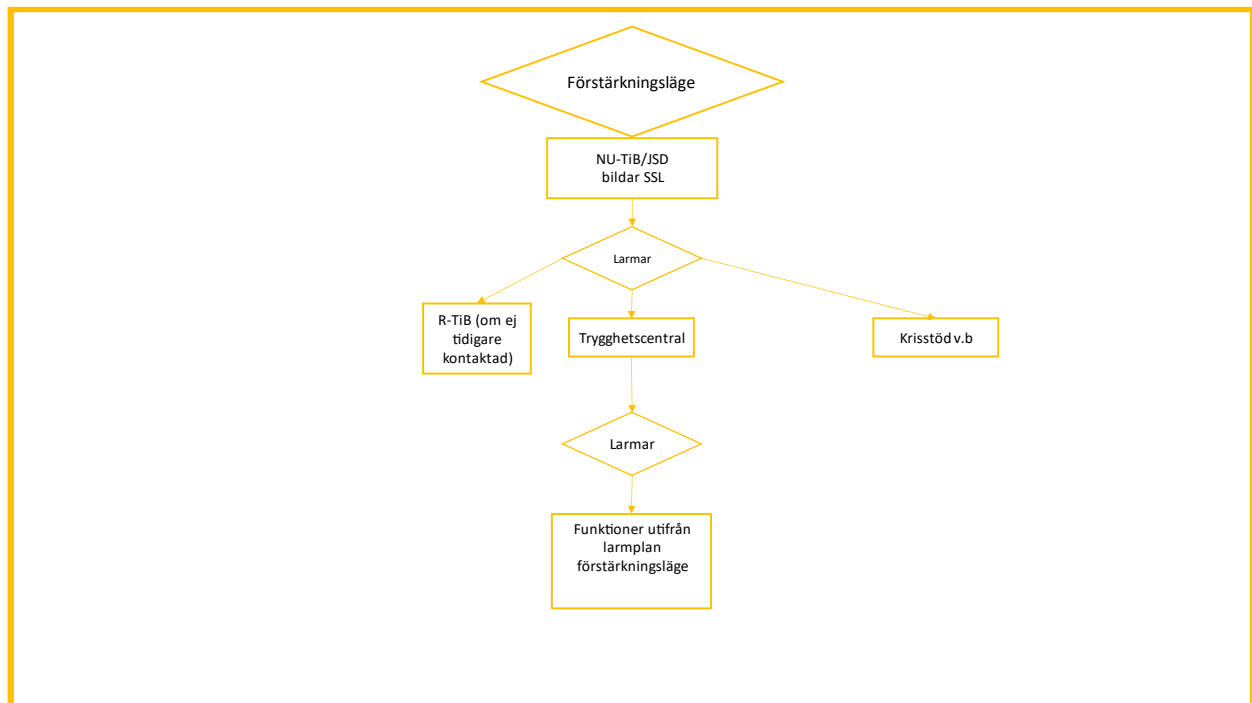 Förstärkningsläge
NU-TiB/JSD
bildar SSL
Larmar
R-TiB (om ej
tidigare
kontaktad)
Trygghetscentral
Krisstöd v.b
Larmar
Funktioner utifrån
larmplan
förstärkningsläge